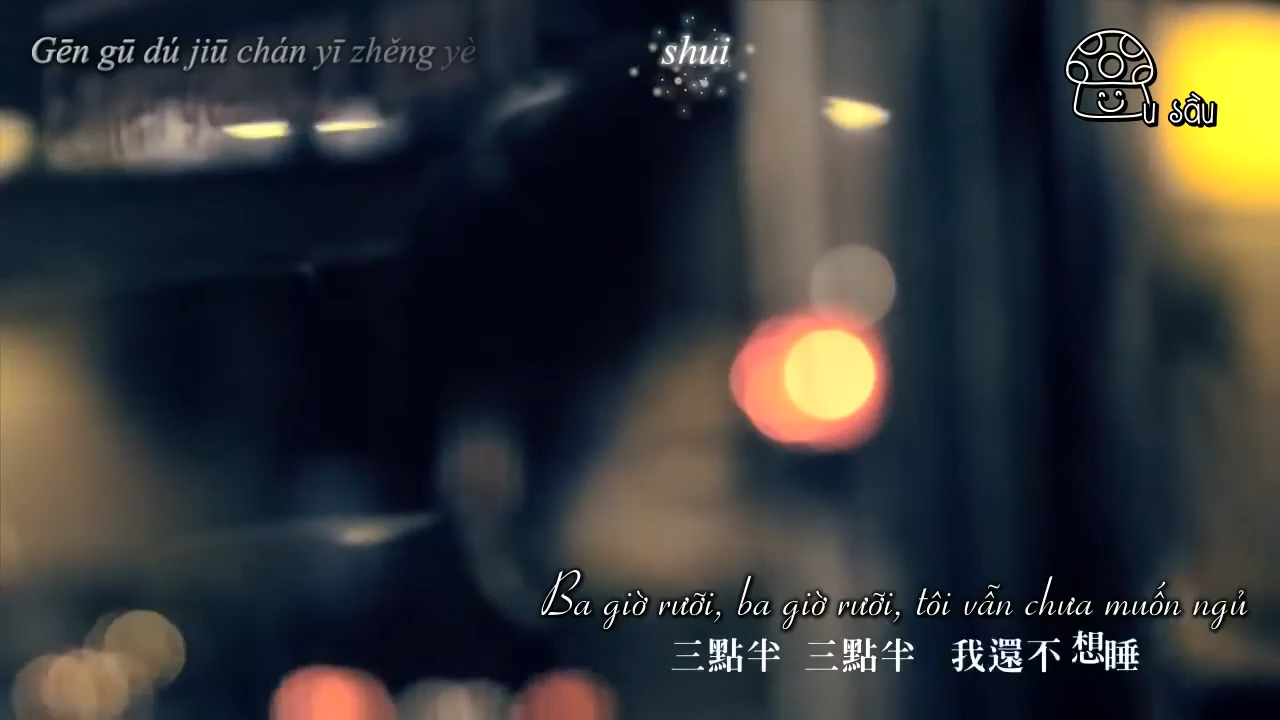 Gēn gū dú jiū chán yī zhěng yè
shui
u sầu
Ba giờ rưỡi, ba giờ rưỡi, tôi vẫn chưa muốn ngủ
三點半 三點半 我還不想睡